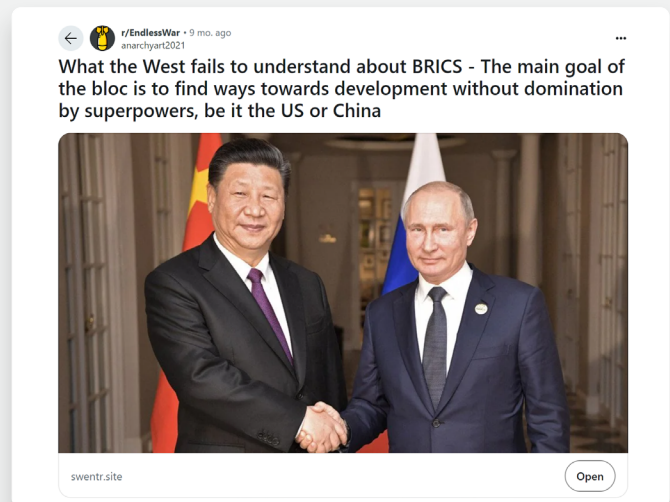 r/EndlessWar • 9 mo. ago
anarchyart2021
What the West fails to understand about BRICS - The main goal of
the bloc is to find ways towards development without domination
by superpowers, be it the US or China
swentr.site
Open